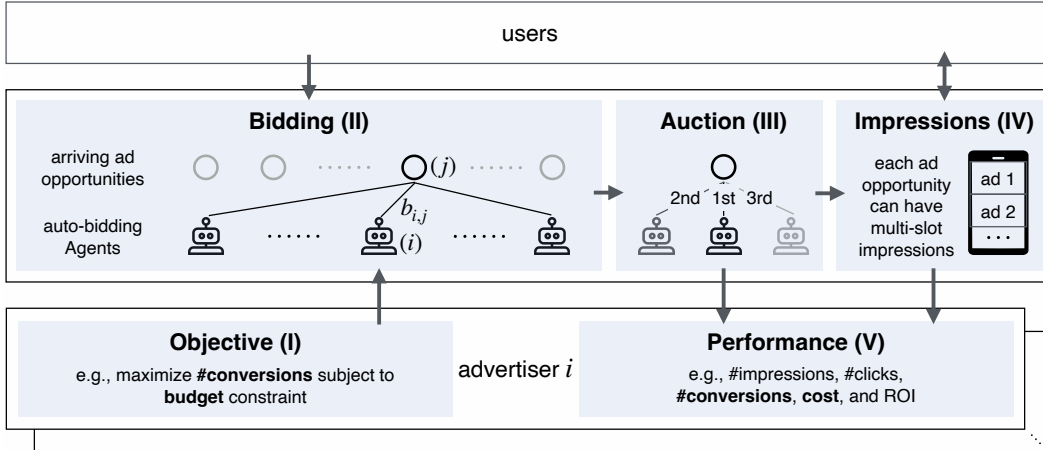 users
Bidding (II)
arriving ad
opportunities
......
(j)
......
b_{i,j}
auto-bidding
Agents
......
(i)
......
Auction (III)
2nd 1st 3rd
Impressions (IV)
each ad
opportunity
can have
multi-slot
impressions
ad 1
ad 2
...
Objective (I)
e.g., maximize #conversions subject to
budget constraint
advertiser i
Performance (V)
e.g., #impressions, #clicks,
#conversions, cost, and ROI